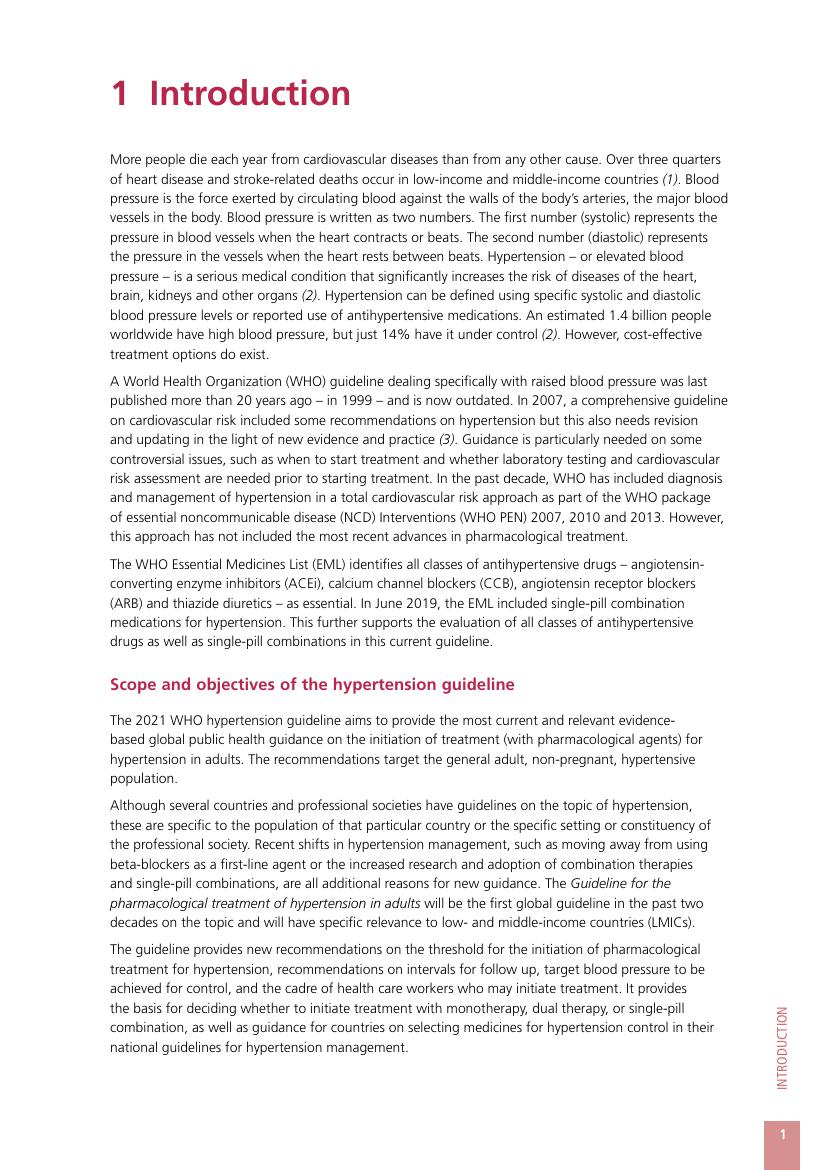 1 Introduction
More people die each year from cardiovascular diseases than from any other cause. Over three quarters
of heart disease and stroke-related deaths occur in low-income and middle-income countries (1). Blood
pressure is the force exerted by circulating blood against the walls of the body’s arteries, the major blood
vessels in the body. Blood pressure is written as two numbers. The first number (systolic) represents the
pressure in blood vessels when the heart contracts or beats. The second number (diastolic) represents
the pressure in the vessels when the heart rests between beats. Hypertension – or elevated blood
pressure – is a serious medical condition that significantly increases the risk of diseases of the heart,
brain, kidneys and other organs (2). Hypertension can be defined using specific systolic and diastolic
blood pressure levels or reported use of antihypertensive medications. An estimated 1.4 billion people
worldwide have high blood pressure, but just 14% have it under control (2). However, cost-effective
treatment options do exist.
A World Health Organization (WHO) guideline dealing specifically with raised blood pressure was last
published more than 20 years ago – in 1999 – and is now outdated. In 2007, a comprehensive guideline
on cardiovascular risk included some recommendations on hypertension but this also needs revision
and updating in the light of new evidence and practice (3). Guidance is particularly needed on some
controversial issues, such as when to start treatment and whether laboratory testing and cardiovascular
risk assessment are needed prior to starting treatment. In the past decade, WHO has included diagnosis
and management of hypertension in a total cardiovascular risk approach as part of the WHO package
of essential noncommunicable disease (NCD) Interventions (WHO PEN) 2007, 2010 and 2013. However,
this approach has not included the most recent advances in pharmacological treatment.
The WHO Essential Medicines List (EML) identifies all classes of antihypertensive drugs – angiotensin-
converting enzyme inhibitors (ACEi), calcium channel blockers (CCB), angiotensin receptor blockers
(ARB) and thiazide diuretics – as essential. In June 2019, the EML included single-pill combination
medications for hypertension. This further supports the evaluation of all classes of antihypertensive
drugs as well as single-pill combinations in this current guideline.
Scope and objectives of the hypertension guideline
The 2021 WHO hypertension guideline aims to provide the most current and relevant evidence-
based global public health guidance on the initiation of treatment (with pharmacological agents) for
hypertension in adults. The recommendations target the general adult, non-pregnant, hypertensive
population.
Although several countries and professional societies have guidelines on the topic of hypertension,
these are specific to the population of that particular country or the specific setting or constituency of
the professional society. Recent shifts in hypertension management, such as moving away from using
beta-blockers as a first-line agent or the increased research and adoption of combination therapies
and single-pill combinations, are all additional reasons for new guidance. The Guideline for the
pharmacological treatment of hypertension in adults will be the first global guideline in the past two
decades on the topic and will have specific relevance to low- and middle-income countries (LMICs).
The guideline provides new recommendations on the threshold for the initiation of pharmacological
treatment for hypertension, recommendations on intervals for follow up, target blood pressure to be
achieved for control, and the cadre of health care workers who may initiate treatment. It provides
the basis for deciding whether to initiate treatment with monotherapy, dual therapy, or single-pill
combination, as well as guidance for countries on selecting medicines for hypertension control in their
national guidelines for hypertension management.
INTRODUCTION
1